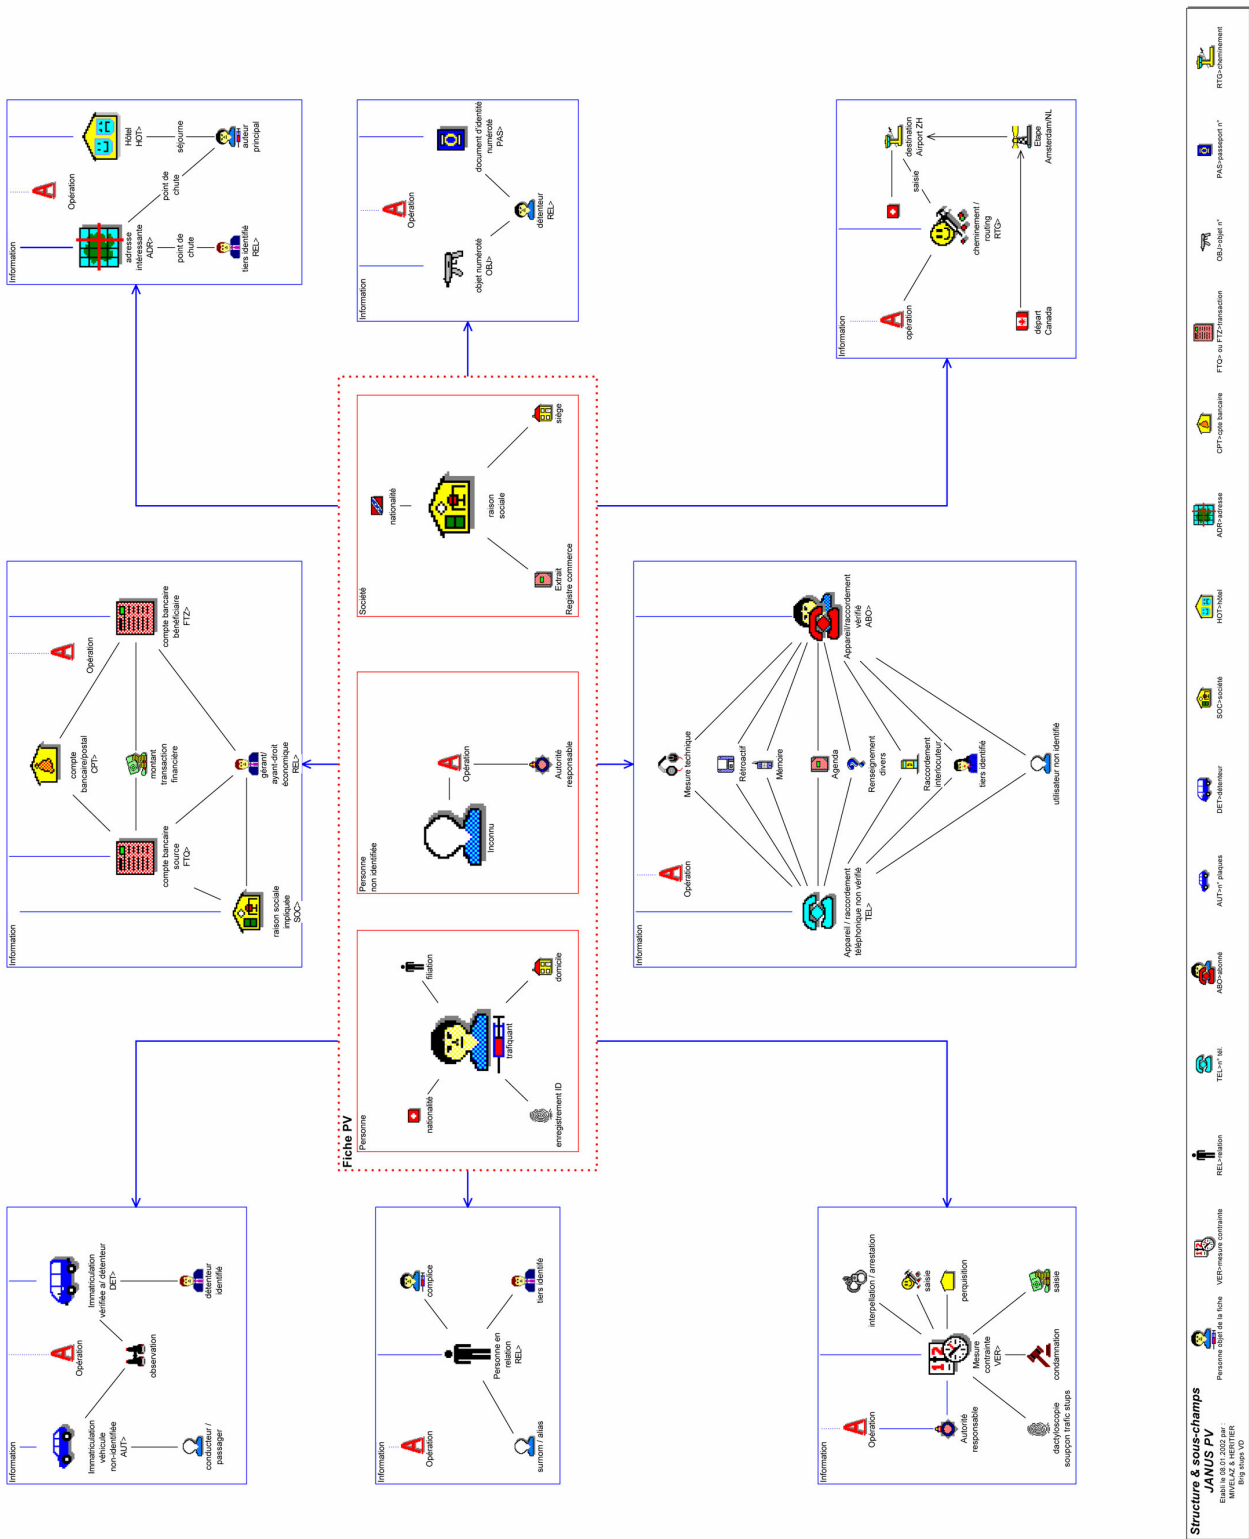 Information
Immatriculation
véhicule
non-identifiée
AUT>
Opération
Immatriculation
vérifiée a/ détenteur
DET>
observation
conducteur /
passager
détenteur
identifié
Information
compte
bancaire/postal
CPT>
Opération
compte bancaire
source
FTQ>
montant
transaction
financière
compte bancaire
bénéficiaire
FTZ>
raison sociale
impliquée
SOC>
gérant/
ayant-droit
économique
REL>
Information
Opération
adresse
intéressante
ADR>
Hôtel
HOT>
point de
chute
point de
chute
séjourne
tiers identifié
REL>
auteur
principal
Information
Opération
complice
Personne en
relation
REL>
surnom / alias
tiers identifé
Fiche PV
Personne
nationalité
filiation
trafiquant
enregistrement ID
domicile
Personne
non identifiée
Opération
Inconnu
Autorité
responsable
Société
nationalité
raison
sociale
Extrait
Registre commerce
siège
Information
Opération
objet numéroté
OBJ>
document d'identité
numéroté
PAS>
détenteur
REL>
Information
Opération
interpellation / arrestation
saisie
perquisition
Autorité
responsable
Mesure
contrainte
VER>
dactyloscopie
soupçon trafic stups
condamnation
saisie
Information
Opération
Mesure technique
Rétroactif
Mémoire
Agenda
Renseignement
divers
Raccordement
interlocuteur
tiers identifié
utilisateur non identifié
Appareil / raccordement
téléphonique non vérifié
TEL>
Appareil/raccordement
vérifié
ABO>
Information
opération
saisie
destination
Airport ZH
cheminement /
routing
RTG>
départ
Canada
Etape
Amsterdam/NL
Structure & sous-champs
JANUS PV
Etabli le 08.01.2002 par :
MIVELAZ & HERITIER
Brig stups VD
Personne objet de la fiche
VER>mesure contrainte
REL>relation
TEL>n° tél.
ABO>abonné
AUT>n° plaques
DET>détenteur
SOC>société
HOT>hôtel
ADR>adresse
CPT>cpte bancaire
FTQ> ou FTZ>transaction
OBJ>objet n°
PAS>passeport n°
RTG>cheminement